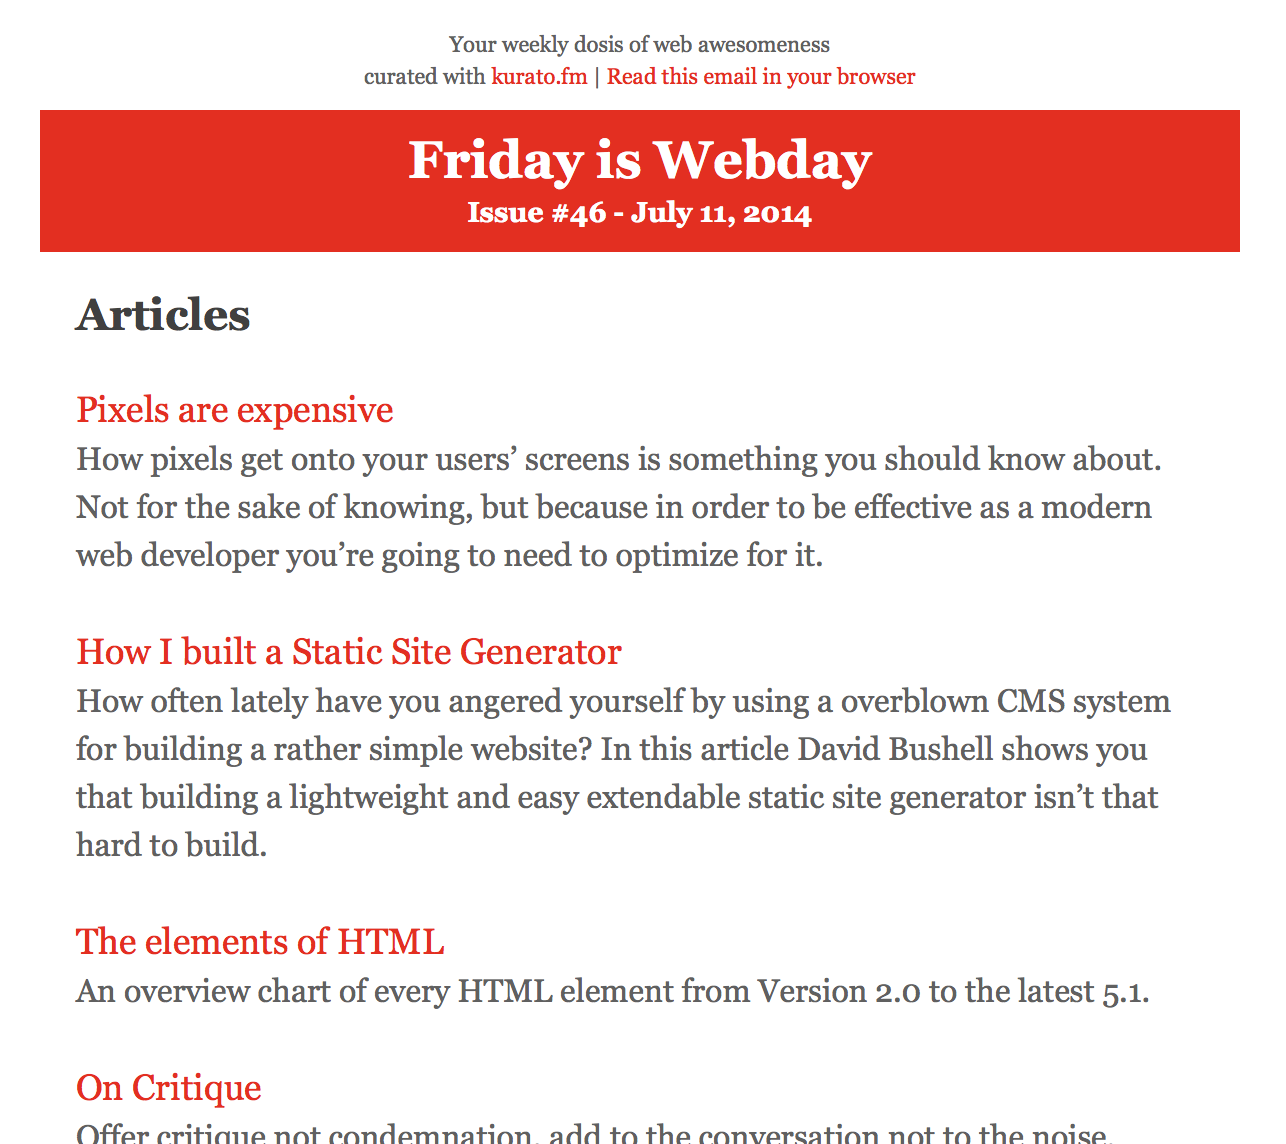 Your weekly dosis of web awesomeness
curated with kurato.fm | Read this email in your browser
Friday is Webday
Issue #46 - July 11, 2014
Articles
Pixels are expensive
How pixels get onto your users’ screens is something you should know about.
Not for the sake of knowing, but because in order to be effective as a modern
web developer you’re going to need to optimize for it.
How I built a Static Site Generator
How often lately have you angered yourself by using a overblown CMS system
for building a rather simple website? In this article David Bushell shows you
that building a lightweight and easy extendable static site generator isn’t that
hard to build.
The elements of HTML
An overview chart of every HTML element from Version 2.0 to the latest 5.1.
On Critique
Offer critique not condemnation, add to the conversation not to the noise.